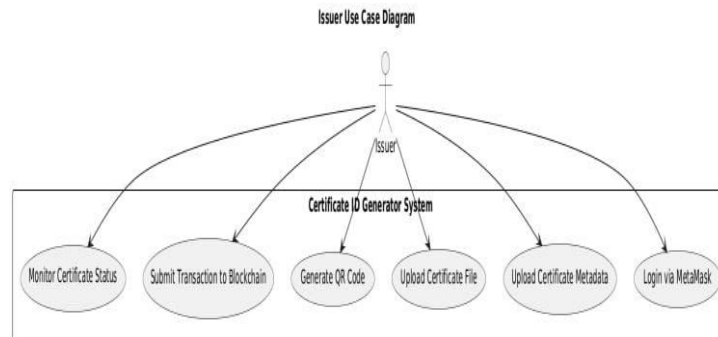 Issuer Use Case Diagram
Issuer
Certificate ID Generator System
Monitor Certificate Status
Submit Transaction to Blockchain
Generate QR Code
Upload Certificate File
Upload Certificate Metadata
Login via MetaMask